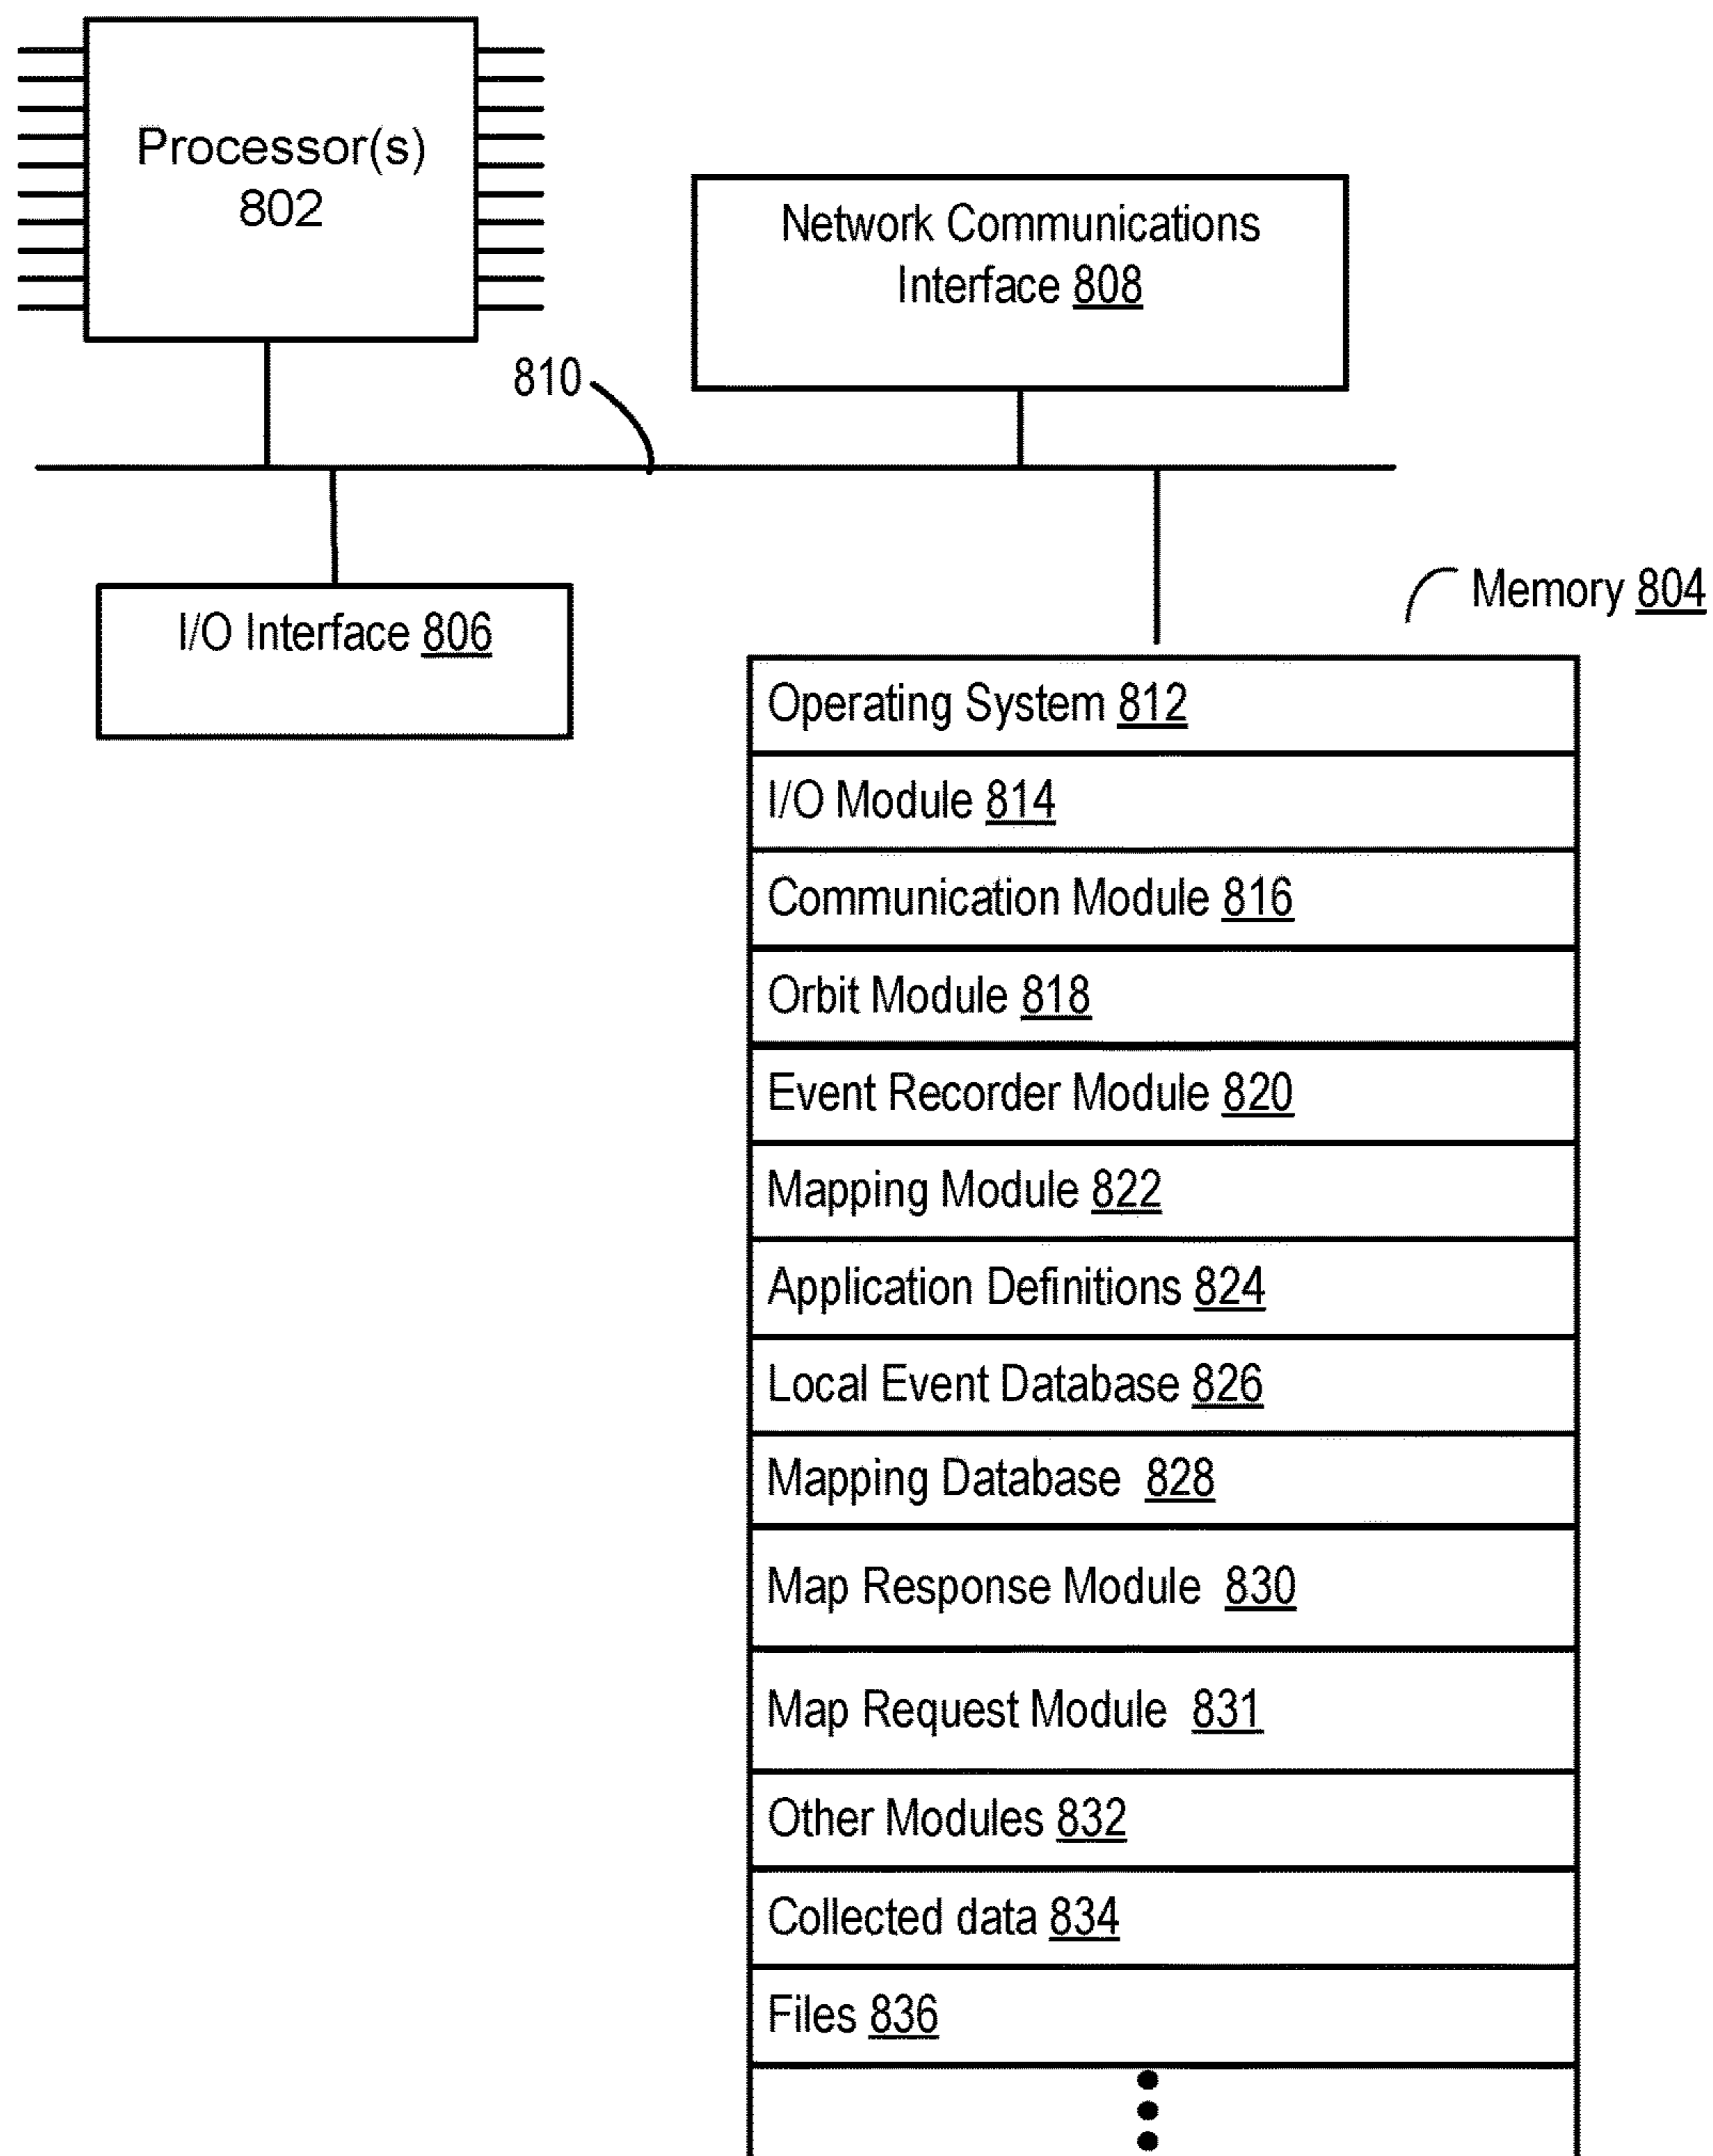 Processor(s)
802
Network Communications
Interface 808
810
I/O Interface 806
Memory 804
Operating System 812
I/O Module 814
Communication Module 816
Orbit Module 818
Event Recorder Module 820
Mapping Module 822
Application Definitions 824
Local Event Database 826
Mapping Database 828
Map Response Module 830
Map Request Module 831
Other Modules 832
Collected data 834
Files 836